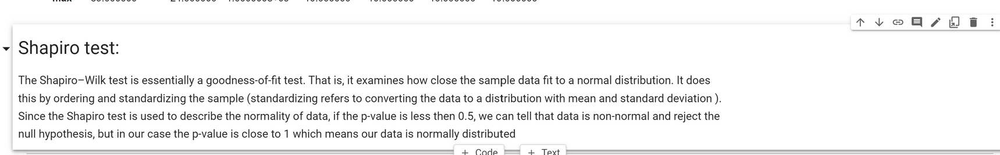 Shapiro test:
The Shapiro–Wilk test is essentially a goodness-of-fit test. That is, it examines how close the sample data fit to a normal distribution. It does
this by ordering and standardizing the sample (standardizing refers to converting the data to a distribution with mean and standard deviation ).
Since the Shapiro test is used to describe the normality of data, if the p-value is less then 0.5, we can tell that data is non-normal and reject the
null hypothesis, but in our case the p-value is close to 1 which means our data is normally distributed
+ Code + Text